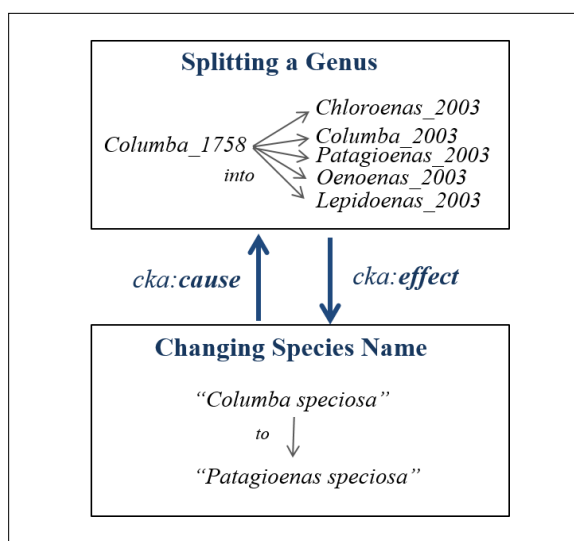 Splitting a Genus
Chloroenas_2003
Columba_1758
Columba_2003
Patagioenas_2003
into
Oenoenas_2003
Lepidoenas_2003
cka:cause
cka:effect
Changing Species Name
“Columba speciosa”
to
“Patagioenas speciosa”